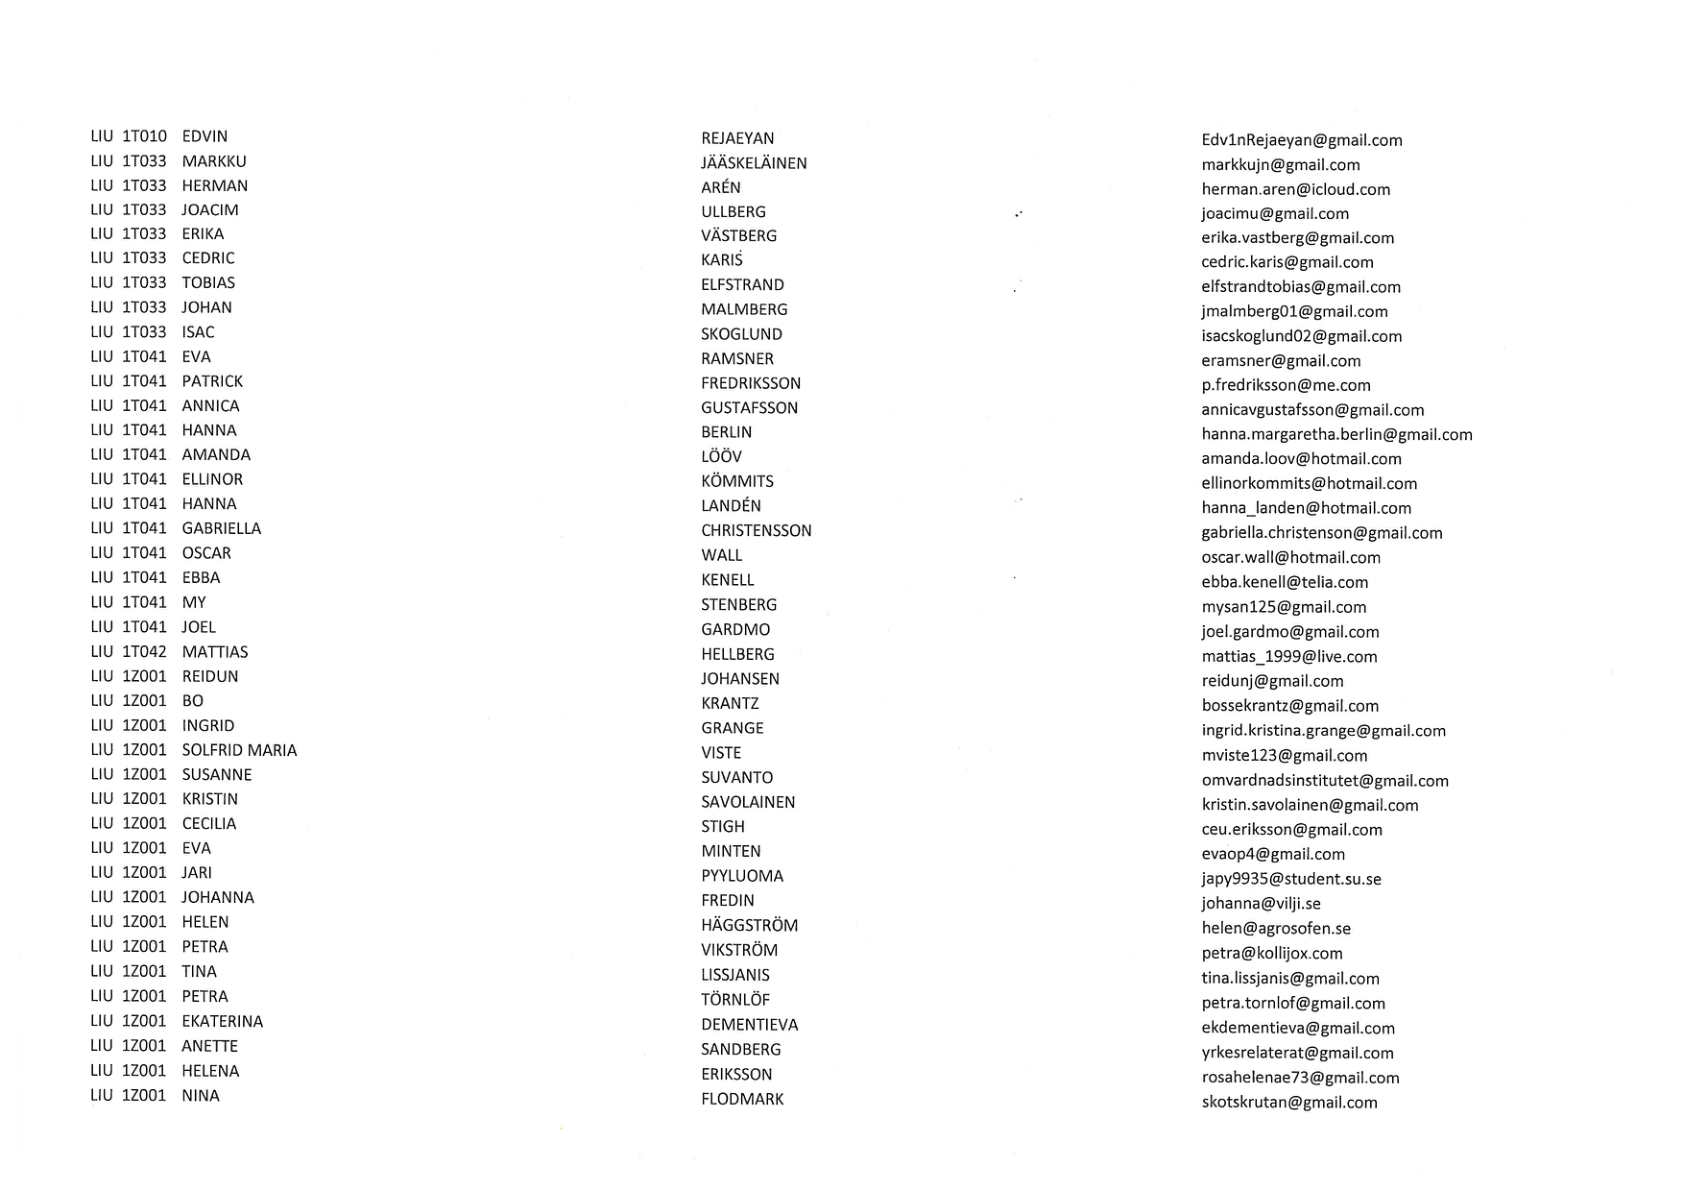 LIU 1T010 EDVIN REJAEYAN Edv1nRejaeyan@gmail.com
LIU 1T033 MARKKU JÄÄSKELÄINEN markkujn@gmail.com
LIU 1T033 HERMAN ARÉN herman.aren@icloud.com
LIU 1T033 JOACIM ULLBERG joacimu@gmail.com
LIU 1T033 ERIKA VÄSTBERG erika.vastberg@gmail.com
LIU 1T033 CEDRIC KARIS cedric.karis@gmail.com
LIU 1T033 TOBIAS ELFSTRAND elfstrandtobias@gmail.com
LIU 1T033 JOHAN MALMBERG jmalmberg01@gmail.com
LIU 1T033 ISAC SKOGLUND isacskoglund02@gmail.com
LIU 1T041 EVA RAMSNER eramsner@gmail.com
LIU 1T041 PATRICK FREDRIKSSON p.fredriksson@me.com
LIU 1T041 ANNICA GUSTAFSSON annicavgustafsson@gmail.com
LIU 1T041 HANNA BERLIN hanna.margaretha.berlin@gmail.com
LIU 1T041 AMANDA LÖÖV amanda.loov@hotmail.com
LIU 1T041 ELLINOR KÖMMITS ellinorkommits@hotmail.com
LIU 1T041 HANNA LANDÉN hanna_landen@hotmail.com
LIU 1T041 GABRIELLA CHRISTENSSON gabriella.christenson@gmail.com
LIU 1T041 OSCAR WALL oscar.wall@hotmail.com
LIU 1T041 EBBA KENELL ebba.kenell@telia.com
LIU 1T041 MY STENBERG mysan125@gmail.com
LIU 1T041 JOEL GARDMO joel.gardmo@gmail.com
LIU 1T042 MATTIAS HELLBERG mattias_1999@live.com
LIU 1Z001 REIDUN JOHANSEN reidunj@gmail.com
LIU 1Z001 BO KRANTZ bossekrantz@gmail.com
LIU 1Z001 INGRID GRANGE ingrid.kristina.grange@gmail.com
LIU 1Z001 SOLFRID MARIA VISTE mviste123@gmail.com
LIU 1Z001 SUSANNE SUVANTO omvardnadsinstitutet@gmail.com
LIU 1Z001 KRISTIN SAVOLAINEN kristin.savolainen@gmail.com
LIU 1Z001 CECILIA STIGH ceu.eriksson@gmail.com
LIU 1Z001 EVA MINTEN evaop4@gmail.com
LIU 1Z001 JARI PYYLUOMA japy9935@student.su.se
LIU 1Z001 JOHANNA FREDIN johanna@vilji.se
LIU 1Z001 HELEN HÄGGSTRÖM helen@agrosofen.se
LIU 1Z001 PETRA VIKSTRÖM petra@kollijox.com
LIU 1Z001 TINA LISSJANIS tina.lissjanis@gmail.com
LIU 1Z001 PETRA TÖRNLÖF petra.tornlof@gmail.com
LIU 1Z001 EKATERINA DEMENTIEVA ekdementieva@gmail.com
LIU 1Z001 ANETTE SANDBERG yrkesrelaterat@gmail.com
LIU 1Z001 HELENA ERIKSSON rosahelenae73@gmail.com
LIU 1Z001 NINA FLODMARK skotskrutan@gmail.com